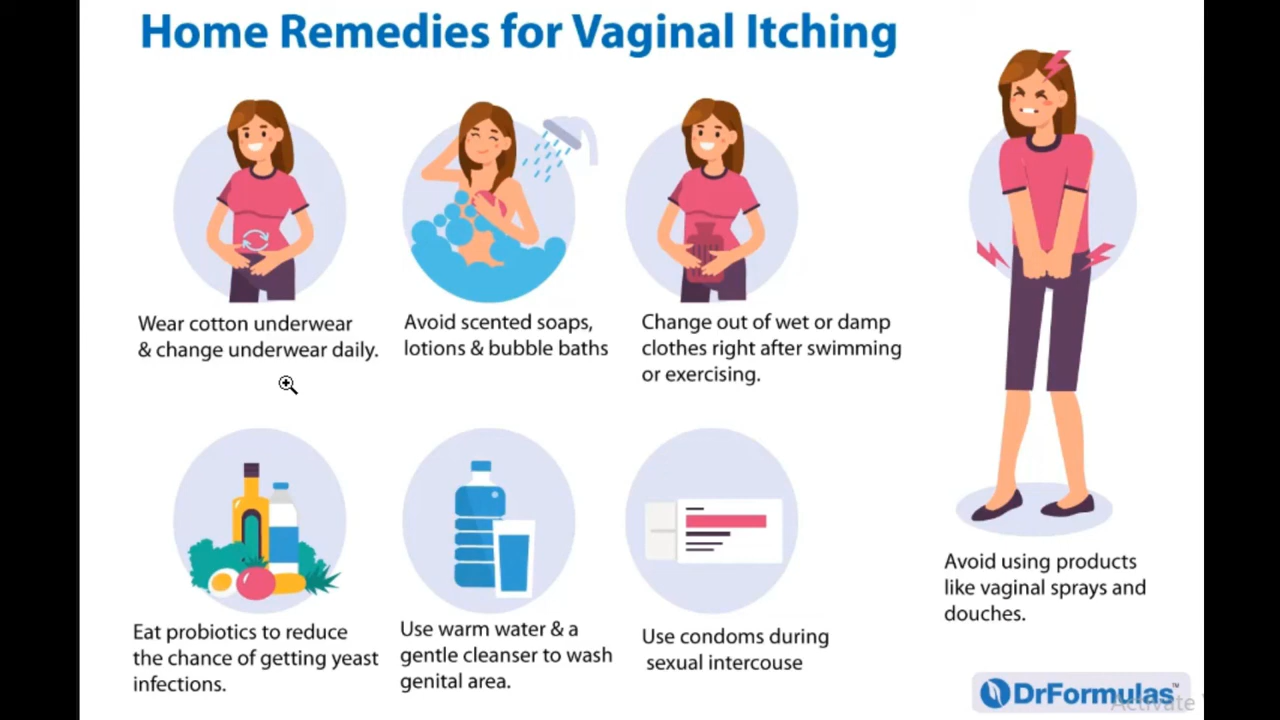 Home Remedies for Vaginal Itching
Wear cotton underwear
& change underwear daily.
Avoid scented soaps,
lotions & bubble baths
Change out of wet or damp
clothes right after swimming
or exercising.
Eat probiotics to reduce
the chance of getting yeast
infections.
Use warm water & a
gentle cleanser to wash
genital area.
Use condoms during
sexual intercouse
Avoid using products
like vaginal sprays and
douches.
DrFormulas™
Activate